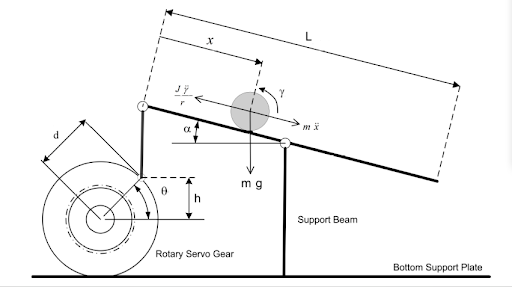 L
x
J γ̈
r
γ
m ẍ
α
d
m g
θ
h
Support Beam
Rotary Servo Gear
Bottom Support Plate